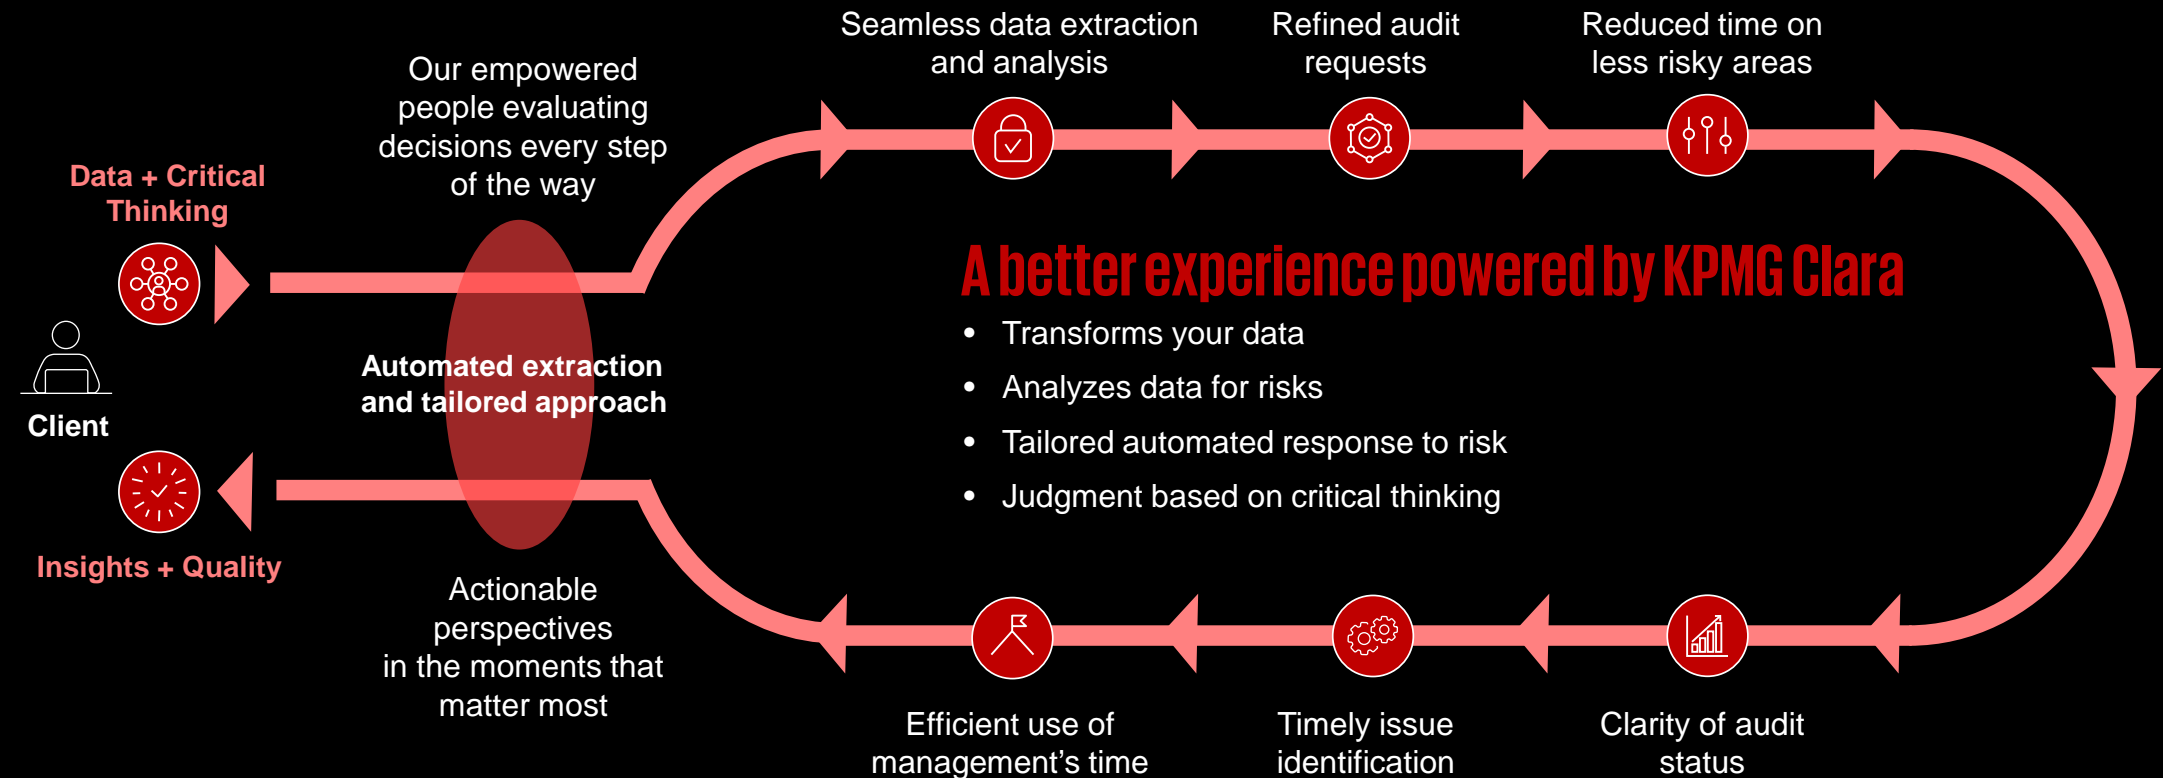 Seamless data extraction
and analysis
Refined audit
requests
Reduced time on
less risky areas
Our empowered
people evaluating
decisions every step
of the way
Data + Critical
Thinking
A better experience powered by KPMG Clara
• Transforms your data
• Analyzes data for risks
• Tailored automated response to risk
• Judgment based on critical thinking
Automated extraction
and tailored approach
Client
Insights + Quality
Actionable
perspectives
in the moments that
matter most
Efficient use of
management’s time
Timely issue
identification
Clarity of audit
status